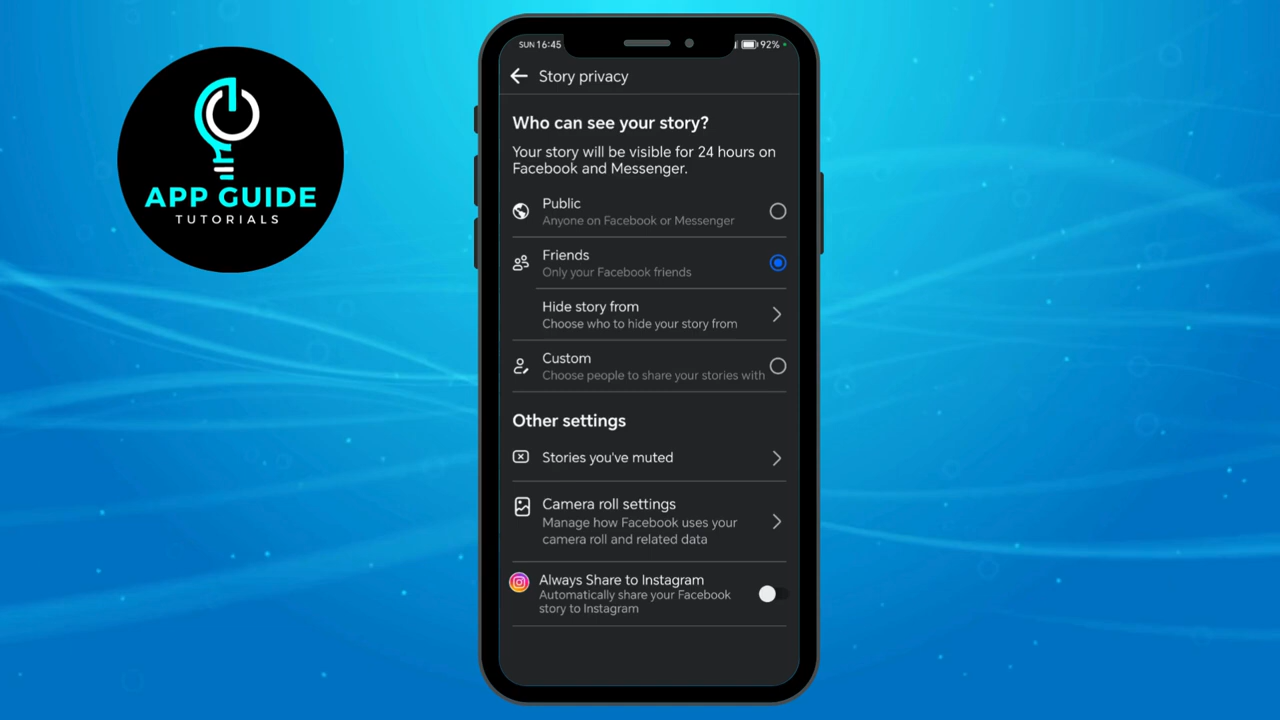 APP GUIDE
TUTORIALS
SUN 16:45
92%
Story privacy
Who can see your story?
Your story will be visible for 24 hours on
Facebook and Messenger.
Public
Anyone on Facebook or Messenger
Friends
Only your Facebook friends
Hide story from
Choose who to hide your story from
Custom
Choose people to share your stories with
Other settings
Stories you've muted
Camera roll settings
Manage how Facebook uses your
camera roll and related data
Always Share to Instagram
Automatically share your Facebook
story to Instagram